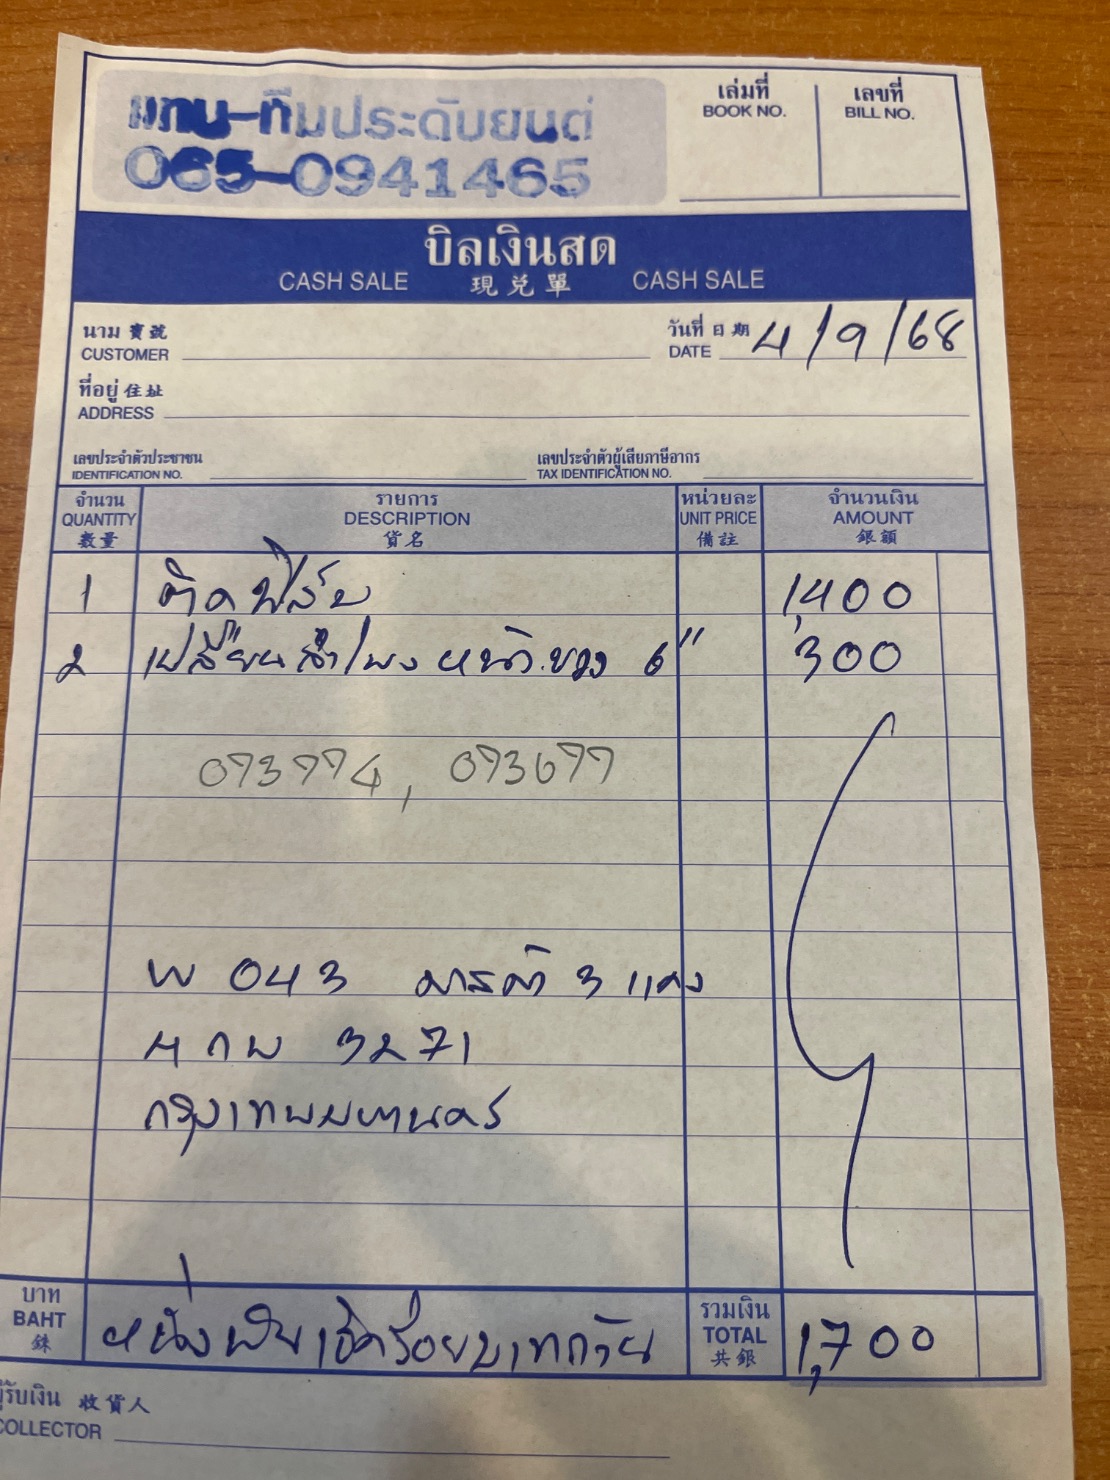 แทน-ทีมประดับยนต์
065-0941465
เล่มที่
BOOK NO.
เลขที่
BILL NO.
บิลเงินสด
CASH SALE 現兌單 CASH SALE
นาม 寶號
CUSTOMER
วันที่ 日期
DATE 4/9/68
ที่อยู่ 住址
ADDRESS
เลขประจำตัวประชาชน
IDENTIFICATION NO.
เลขประจำตัวผู้เสียภาษีอากร
TAX IDENTIFICATION NO.
จำนวน รายการ หน่วยละ จำนวนเงิน
QUANTITY DESCRIPTION UNIT PRICE AMOUNT
數量 貨名 備註 銀額
1 ติดฟิล์ม 1,400
2 เปลี่ยนลำโพง 6" 300
073774, 073677
W 043 มาสด้า 3 แดง
3271
กรุงเทพมหานคร
บาท
BAHT
銖
หนึ่งพันเจ็ดร้อยบาทถ้วน
รวมเงิน
TOTAL
共銀
1,700
ผู้รับเงิน 收貨人
COLLECTOR